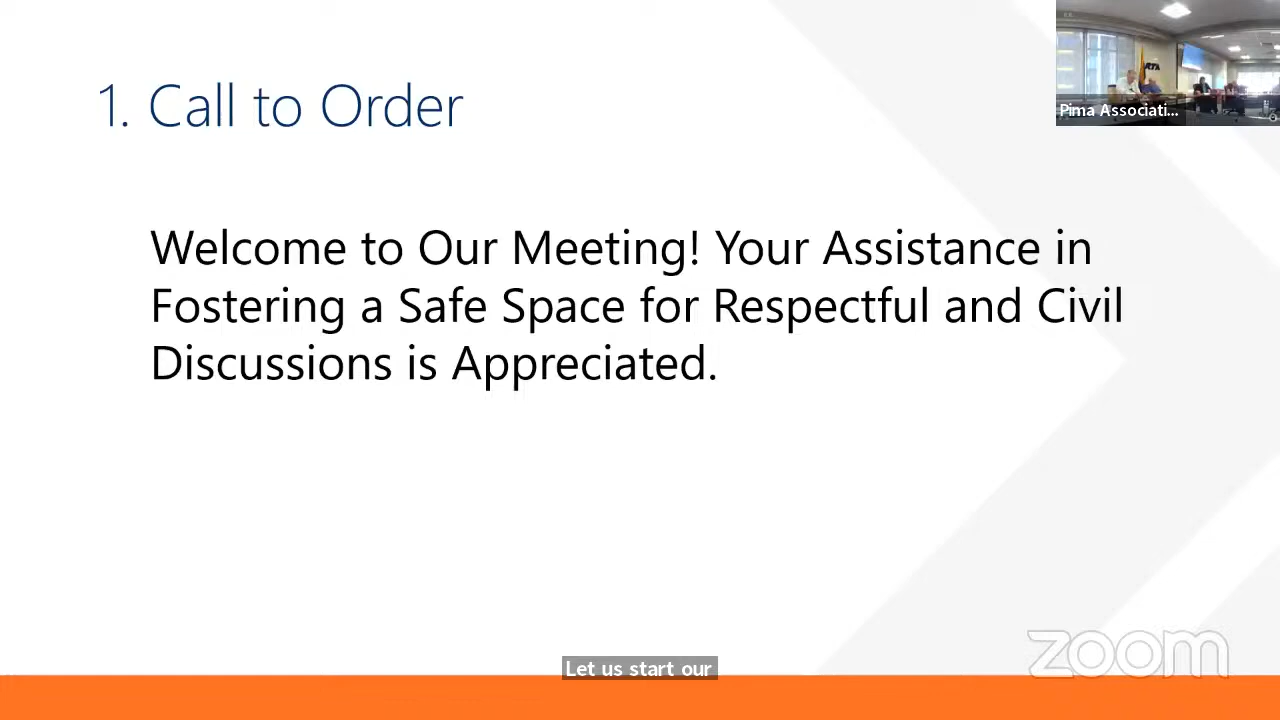 1. Call to Order
RTA
Pima Associati...
Welcome to Our Meeting! Your Assistance in
Fostering a Safe Space for Respectful and Civil
Discussions is Appreciated.
zoom
Let us start our